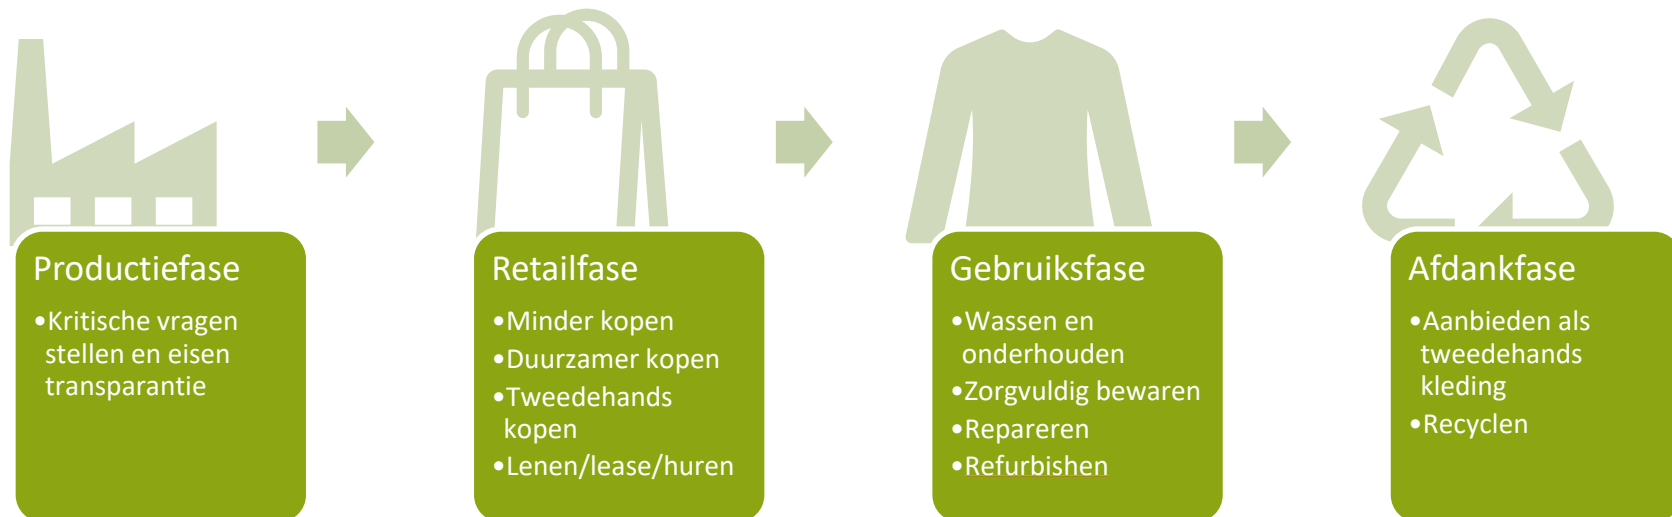 Productiefase
•Kritische vragen
stellen en eisen
transparantie
Retailfase
•Minder kopen
•Duurzamer kopen
•Tweedehands
kopen
•Lenen/lease/huren
Gebruiksfase
•Wassen en
onderhouden
•Zorgvuldig bewaren
•Repareren
•Refurbishen
Afdankfase
•Aanbieden als
tweedehands
kleding
•Recyclen